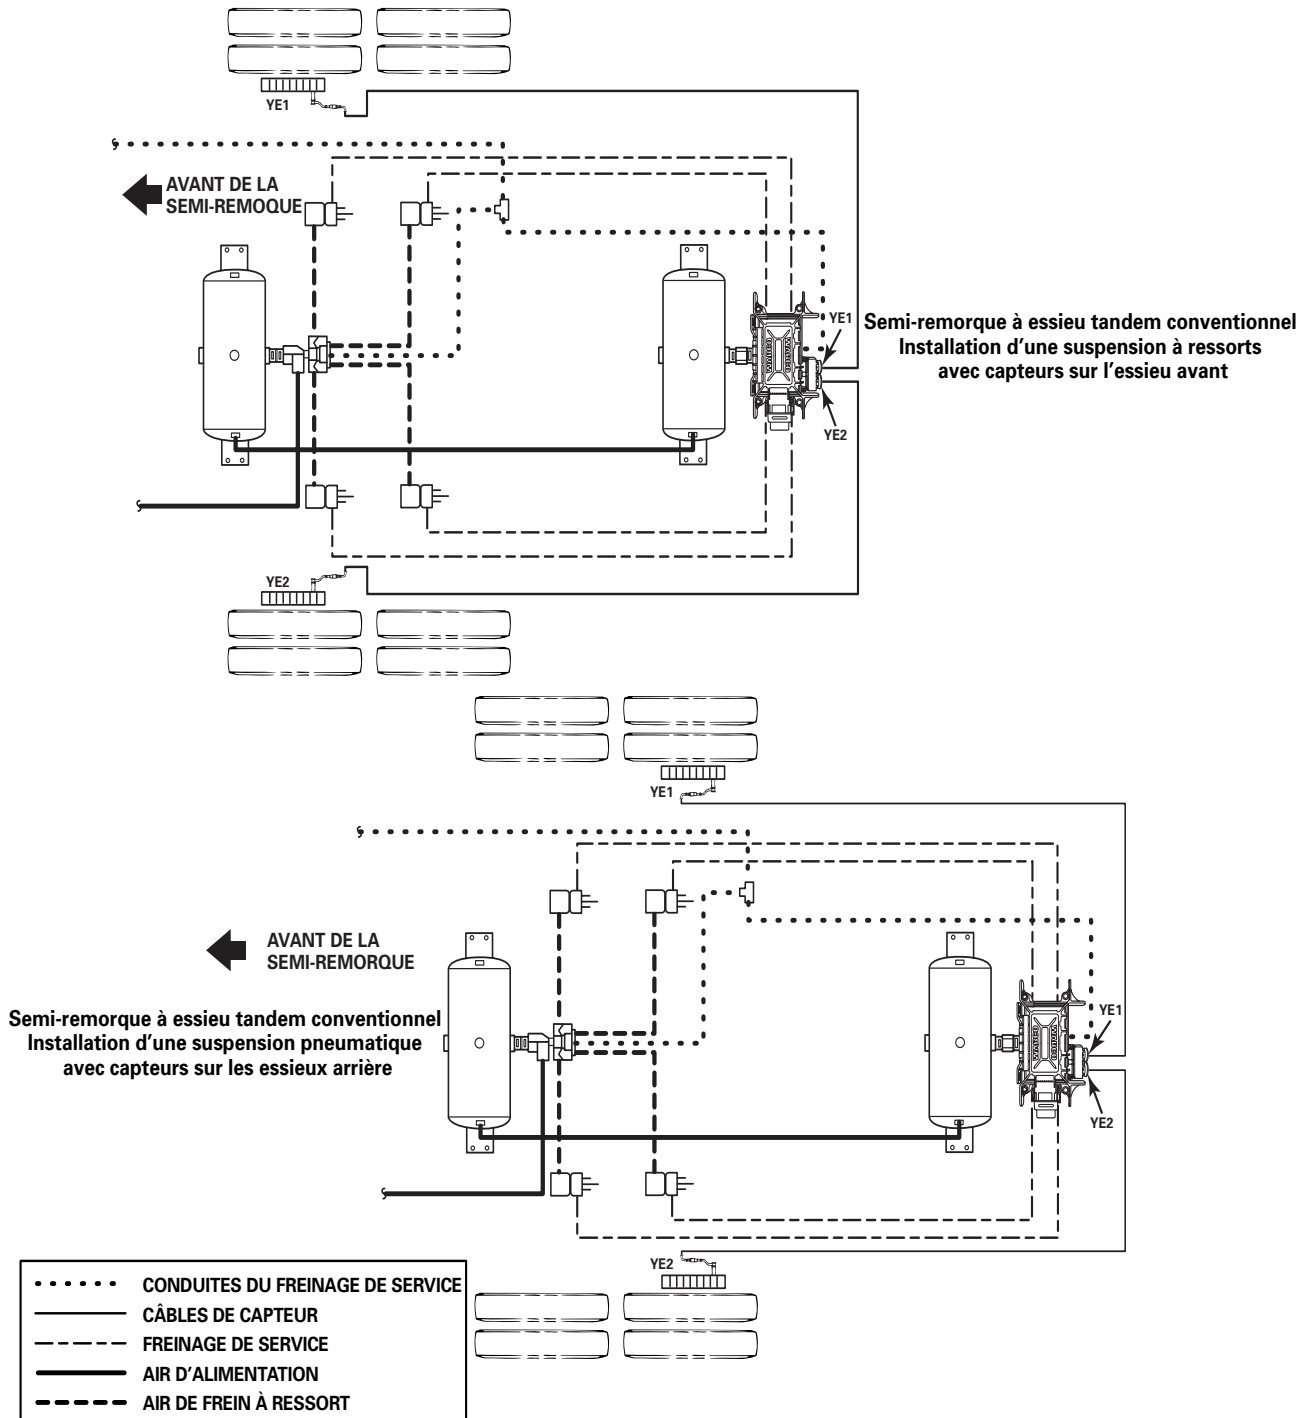 YE1
AVANT DE LA
SEMI-REMOQUE
YE1
Semi-remorque à essieu tandem conventionnel
Installation d'une suspension à ressorts
avec capteurs sur l'essieu avant
YE2
YE2
YE1
AVANT DE LA
SEMI-REMORQUE
Semi-remorque à essieu tandem conventionnel
Installation d'une suspension pneumatique
avec capteurs sur les essieux arrière
YE1
YE2
YE2
CONDUITES DU FREINAGE DE SERVICE
CÂBLES DE CAPTEUR
FREINAGE DE SERVICE
AIR D'ALIMENTATION
AIR DE FREIN À RESSORT